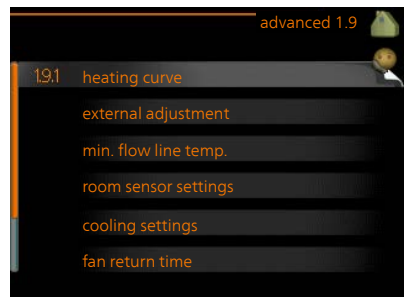 advanced 1.9
1.9.1 heating curve
external adjustment
min. flow line temp.
room sensor settings
cooling settings
fan return time